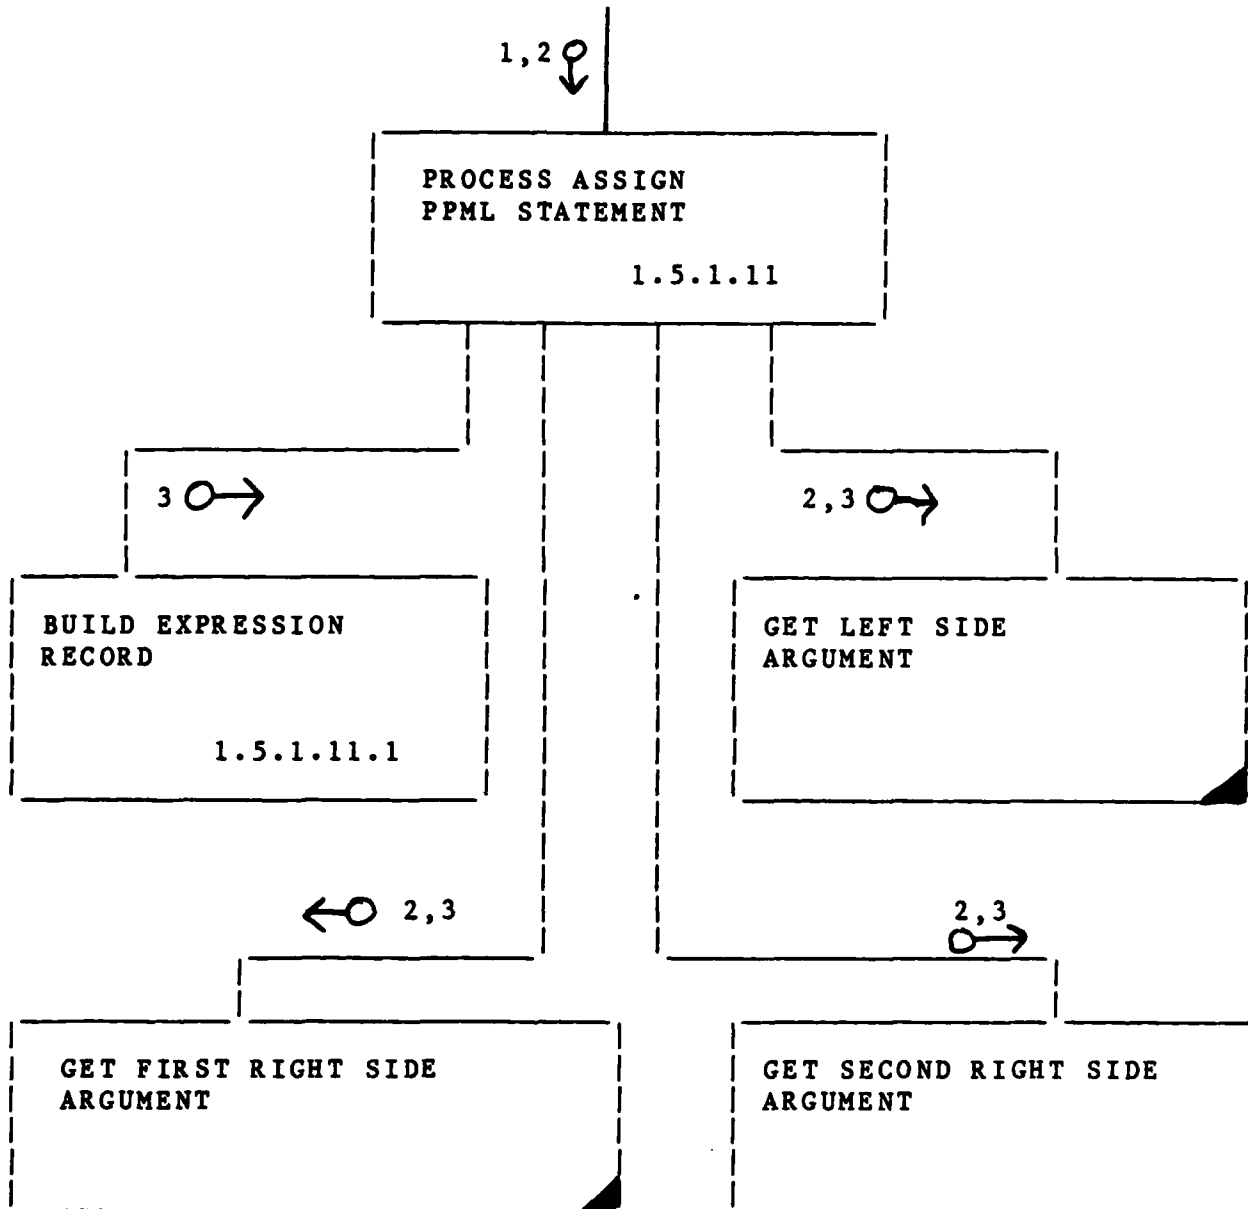 1,2
PROCESS ASSIGN
PPML STATEMENT
1.5.1.11
3
2,3
BUILD EXPRESSION
RECORD
1.5.1.11.1
GET LEFT SIDE
ARGUMENT
2,3
2,3
GET FIRST RIGHT SIDE
ARGUMENT
GET SECOND RIGHT SIDE
ARGUMENT